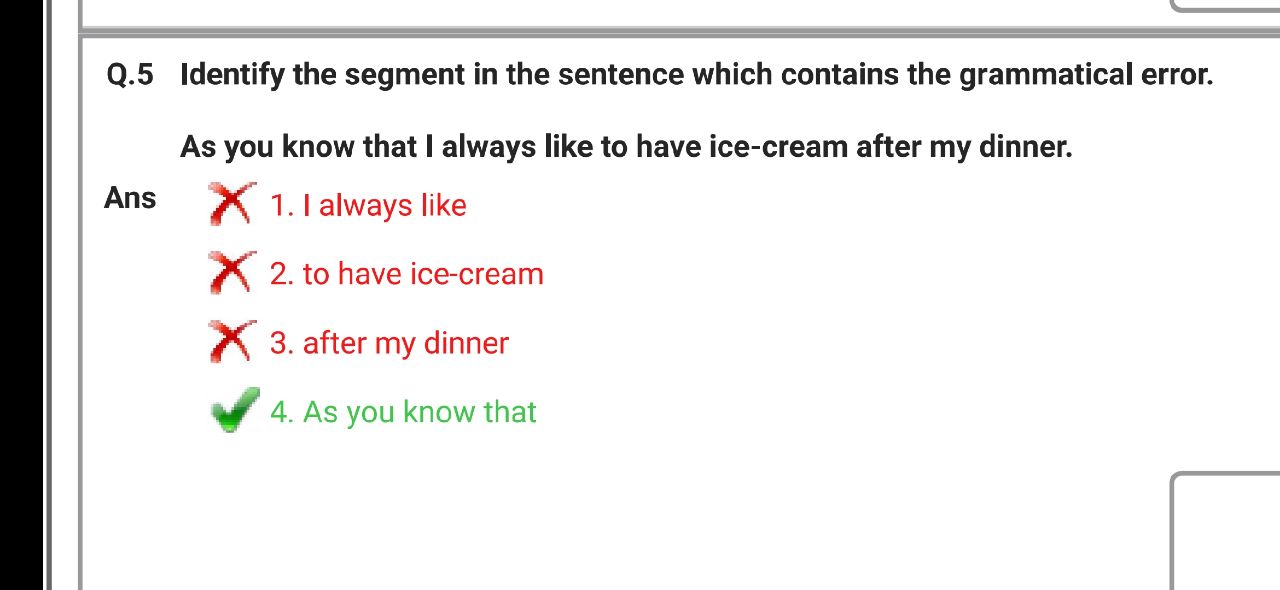 Q.5 Identify the segment in the sentence which contains the grammatical error.
As you know that I always like to have ice-cream after my dinner.
Ans 1. I always like
2. to have ice-cream
3. after my dinner
4. As you know that